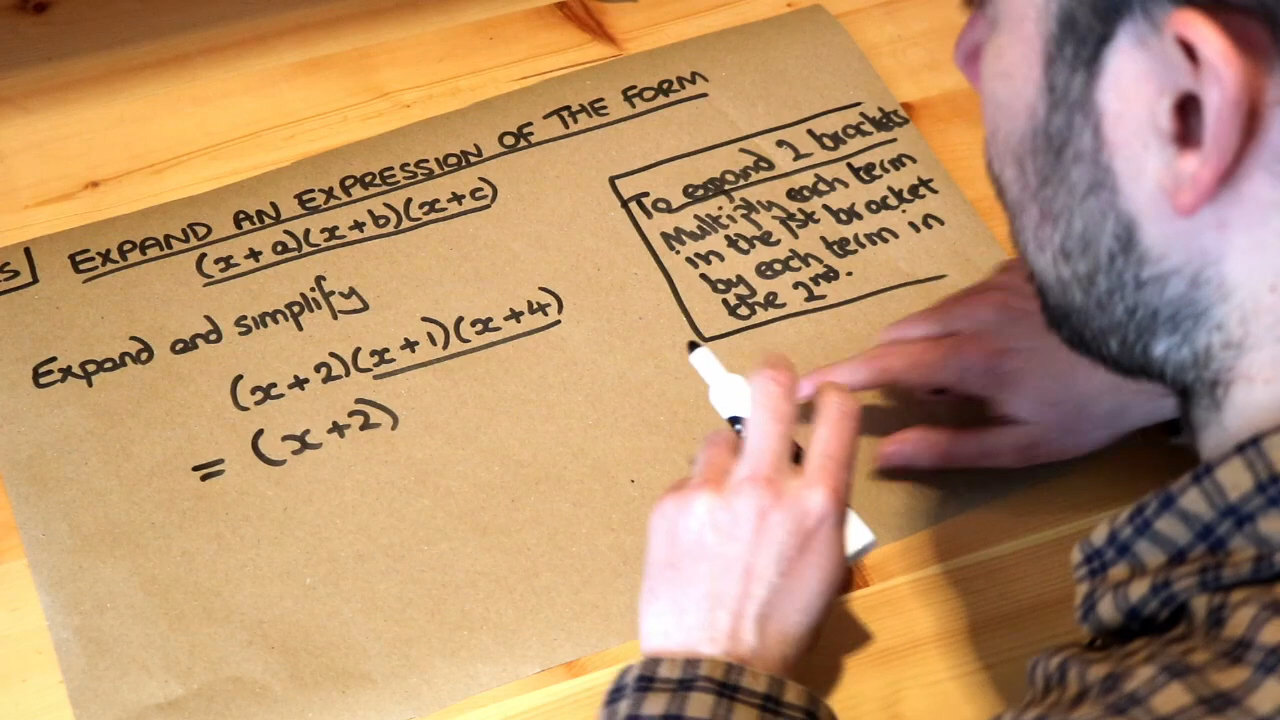 s] EXPAND AN EXPRESSION OF THE FORM
(x+a)(x+b)(x+c)
Expand and simplify
(x+2)(x+1)(x+4)
= (x+2)
To expand 2 brackets
Multiply each term
in the 1st bracket
by each term in
the 2nd.